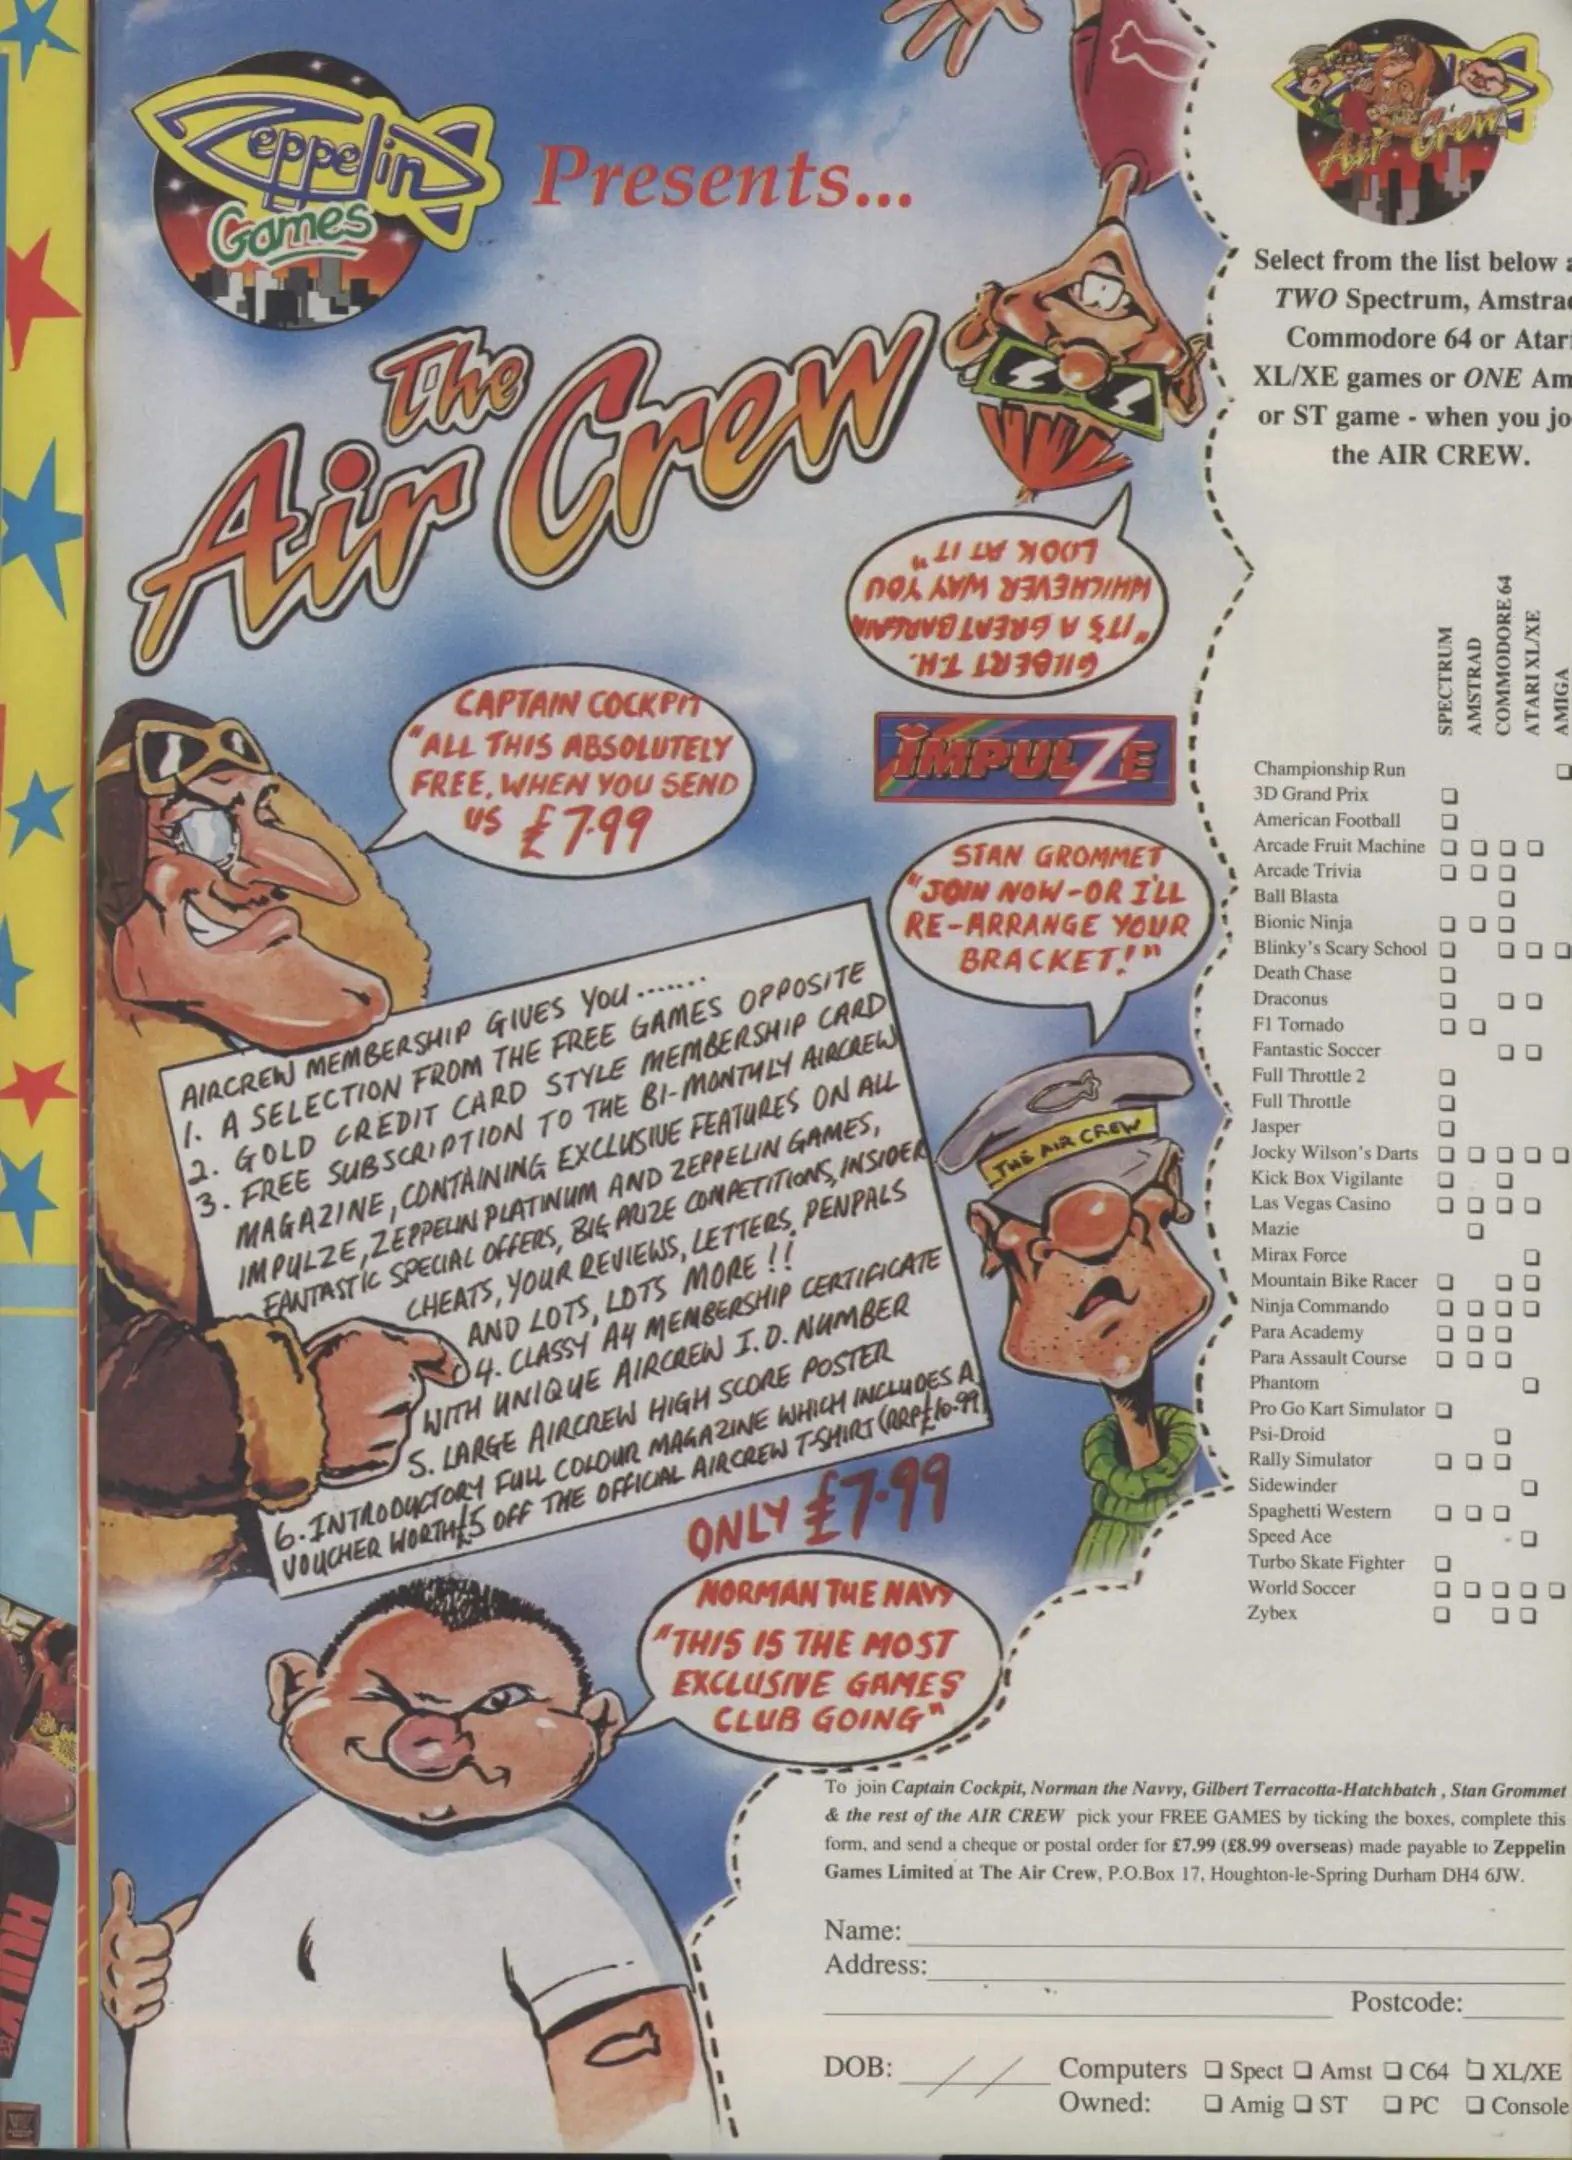 Zeppelin
Games
Presents...
The
Air Crew
GILBERT T.H.
"IT'S A GREAT BARGAIN
WHICHEVER WAY YOU
LOOK AT IT"
CAPTAIN COCKPIT
"ALL THIS ABSOLUTELY
FREE, WHEN YOU SEND
US £7.99
IMPULZE
STAN GROMMET
"JOIN NOW - OR I'LL
RE-ARRANGE YOUR
BRACKET!"
THE AIR CREW
AIRCREW MEMBERSHIP GIVES YOU.......
1. A SELECTION FROM THE FREE GAMES OPPOSITE
2. GOLD CREDIT CARD STYLE MEMBERSHIP CARD
3. FREE SUBSCRIPTION TO THE BI-MONTHLY AIRCREW
MAGAZINE, CONTAINING EXCLUSIVE FEATURES ON ALL
IMPULZE, ZEPPELIN PLATINUM AND ZEPPELIN GAMES,
FANTASTIC SPECIAL OFFERS, BIG PRIZE COMPETITIONS, INSIDER
CHEATS, YOUR REVIEWS, LETTERS, PENPALS
AND LOTS, LOTS MORE!!
4. CLASSY A4 MEMBERSHIP CERTIFICATE
WITH UNIQUE AIRCREW I.D. NUMBER
5. LARGE AIRCREW HIGH SCORE POSTER
6. INTRODUCTORY FULL COLOUR MAGAZINE WHICH INCLUDES A
VOUCHER WORTH £5 OFF THE OFFICIAL AIRCREW T-SHIRT (RRP £10.99)
ONLY £7.99
NORMAN THE NAVY
"THIS IS THE MOST
EXCLUSIVE GAMES
CLUB GOING"
Air Crew
Select from the list below
TWO Spectrum, Amstrad
Commodore 64 or Atari
XL/XE games or ONE Am
or ST game - when you jo
the AIR CREW.
SPECTRUM
AMSTRAD
COMMODORE 64
ATARI XL/XE
AMIGA
Championship Run
3D Grand Prix
American Football
Arcade Fruit Machine
Arcade Trivia
Ball Blasta
Bionic Ninja
Blinky's Scary School
Death Chase
Draconus
F1 Tornado
Fantastic Soccer
Full Throttle 2
Full Throttle
Jasper
Jocky Wilson's Darts
Kick Box Vigilante
Las Vegas Casino
Mazie
Mirax Force
Mountain Bike Racer
Ninja Commando
Para Academy
Para Assault Course
Phantom
Pro Go Kart Simulator
Psi-Droid
Rally Simulator
Sidewinder
Spaghetti Western
Speed Ace
Turbo Skate Fighter
World Soccer
Zybex
To join Captain Cockpit, Norman the Navvy, Gilbert Terracotta-Hatchbatch , Stan Grommet
& the rest of the AIR CREW pick your FREE GAMES by ticking the boxes, complete this
form, and send a cheque or postal order for £7.99 (£8.99 overseas) made payable to Zeppelin
Games Limited at The Air Crew, P.O.Box 17, Houghton-le-Spring Durham DH4 6JW.
Name:
Address:
Postcode:
DOB: / / Computers Spect Amst C64 XL/XE
Owned: Amig ST PC Console